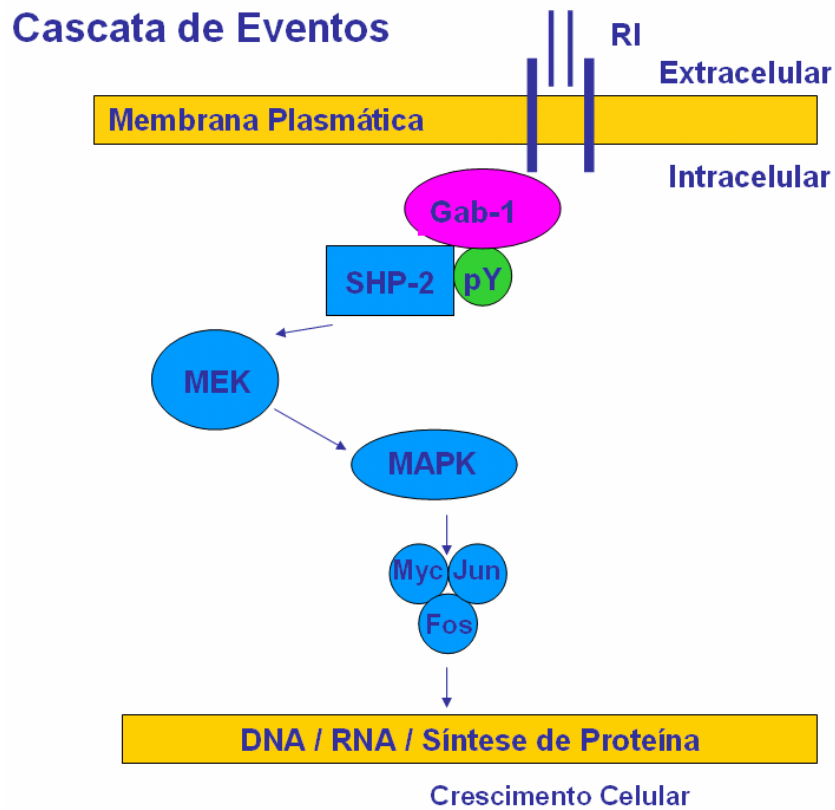 Cascata de Eventos
RI
Extracelular
Membrana Plasmática
Intracelular
Gab-1
SHP-2
pY
MEK
MAPK
Myc Jun
Fos
DNA / RNA / Síntese de Proteína
Crescimento Celular